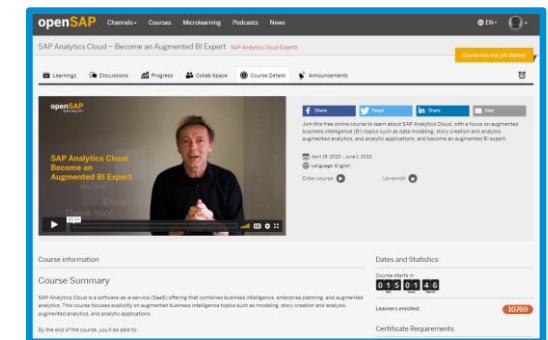 openSAP
Channels
Courses
Microlearning
Podcasts
News
EN
SAP Analytics Cloud – Become an Augmented BI Expert
SAP Analytics Cloud Experts
Course has not yet started
Learnings
Discussions
Progress
Collab Space
Course Details
Announcements
openSAP
SAP Analytics Cloud
Become an
Augmented BI Expert
Thank You!
Share
Tweet
Share
Mail
Join this free online course to learn about SAP Analytics Cloud, with a focus on augmented
business intelligence (BI) topics such as data modeling, story creation and analysis,
augmented analytics, and analytic applications, and become an augmented BI expert.
Language: English
Enter course
Un-enroll
Course information
Course Summary
SAP Analytics Cloud is a software-as-a-service (SaaS) offering that combines business intelligence, enterprise planning, and augmented
analytics. This course focuses explicitly on augmented business intelligence topics such as modeling, story creation and analysis,
augmented analytics, and analytic applications.
By the end of the course, you'll be able to:
Dates and Statistics
Course starts in
0 1 5 0 1 4 6
Learners enrolled:
10769
Certificate Requirements